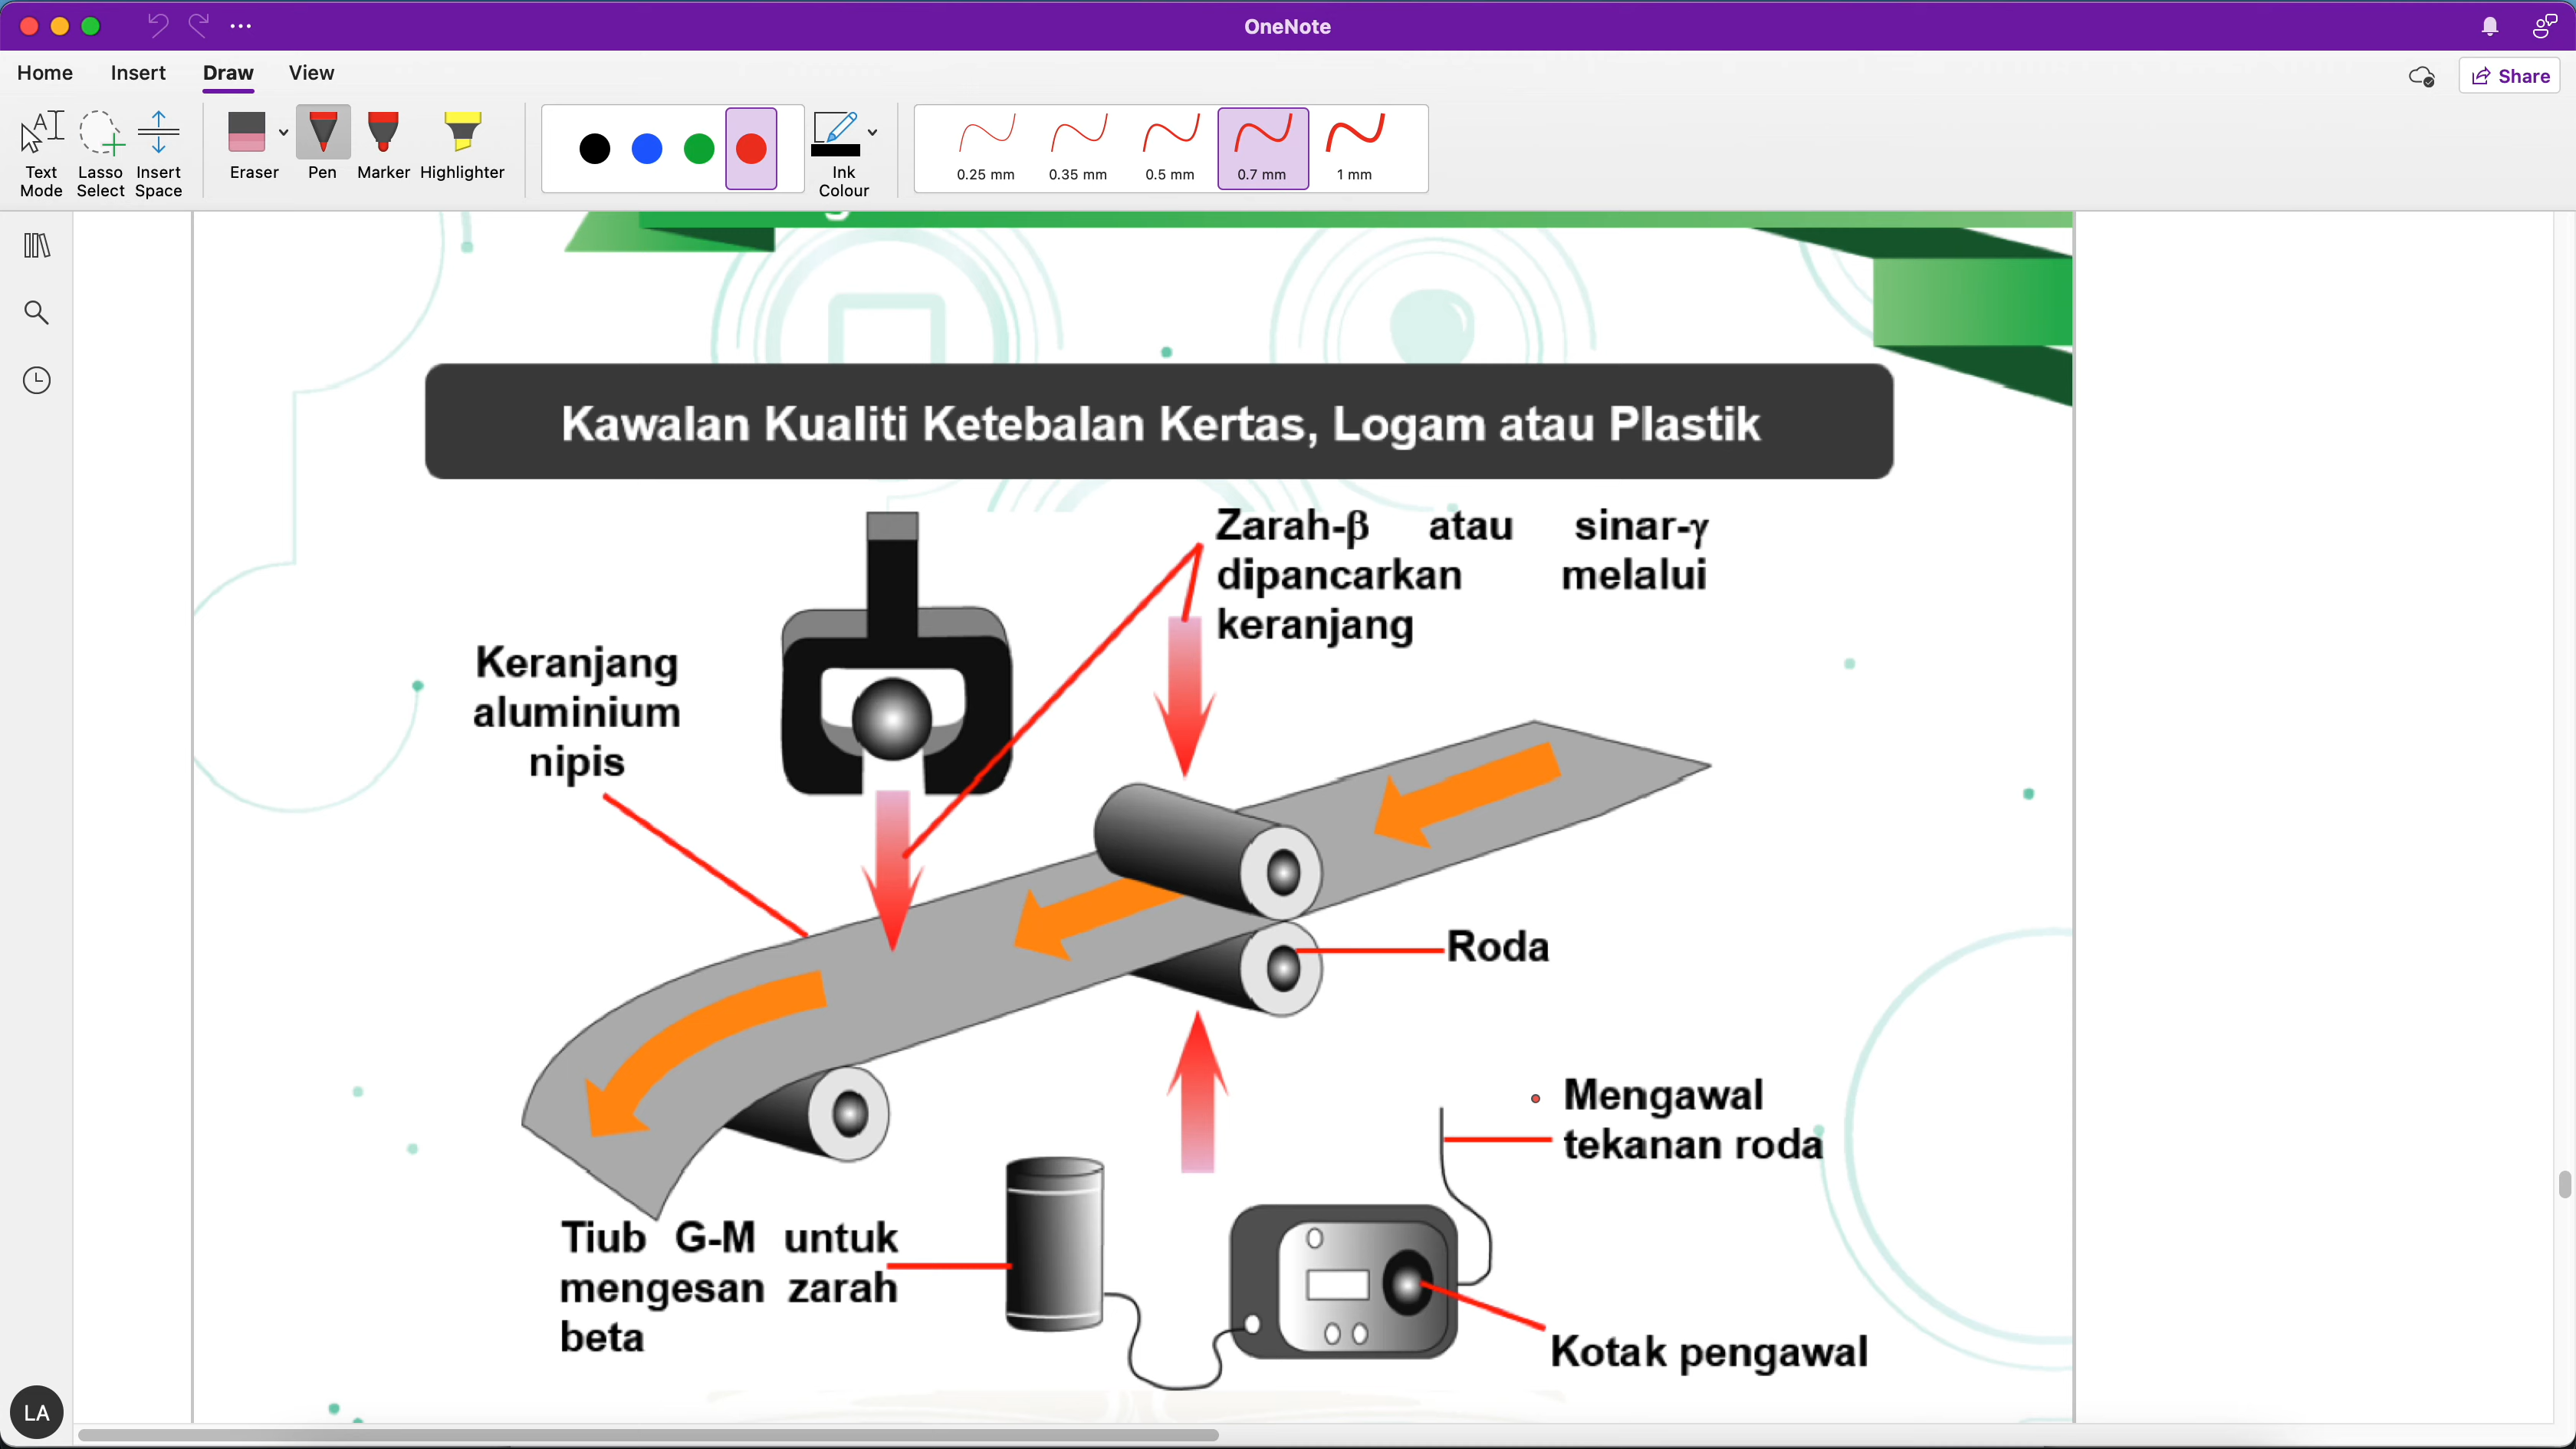 OneNote
Home Insert Draw View
Share
Text Mode
Lasso Select
Insert Space
Eraser
Pen
Marker
Highlighter
Ink Colour
0.25 mm
0.35 mm
0.5 mm
0.7 mm
1 mm
Kawalan Kualiti Ketebalan Kertas, Logam atau Plastik
Zarah-β atau sinar-γ
dipancarkan melalui
keranjang
Keranjang
aluminium
nipis
Roda
Mengawal
tekanan roda
Tiub G-M untuk
mengesan zarah
beta
Kotak pengawal
LA